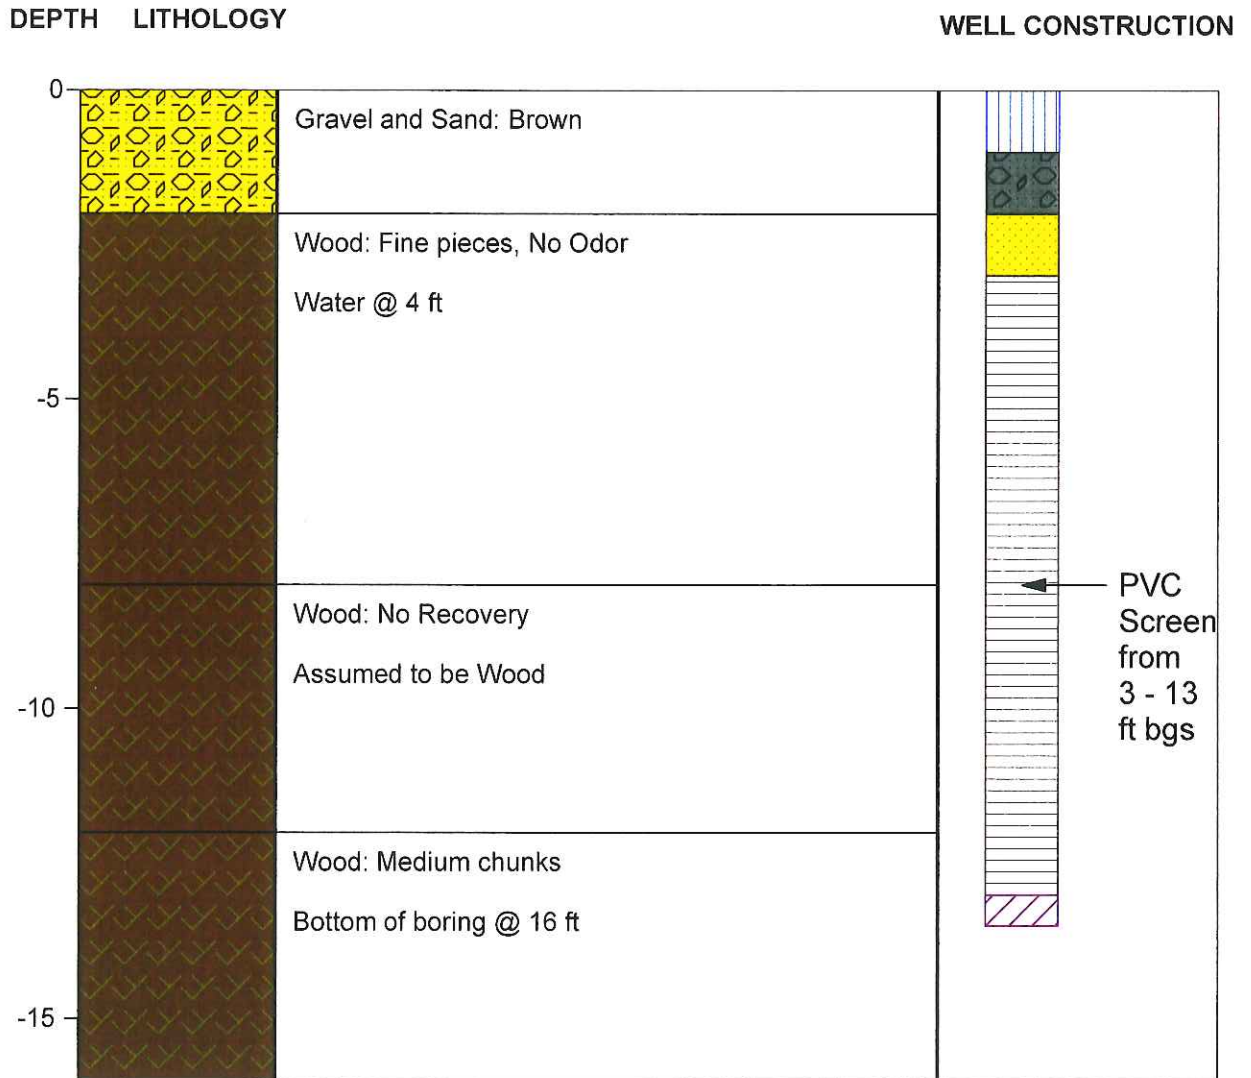 DEPTH LITHOLOGY
WELL CONSTRUCTION
0
Gravel and Sand: Brown
Wood: Fine pieces, No Odor
Water @ 4 ft
-5
Wood: No Recovery
Assumed to be Wood
-10
PVC
Screen
from
3 - 13
ft bgs
Wood: Medium chunks
Bottom of boring @ 16 ft
-15